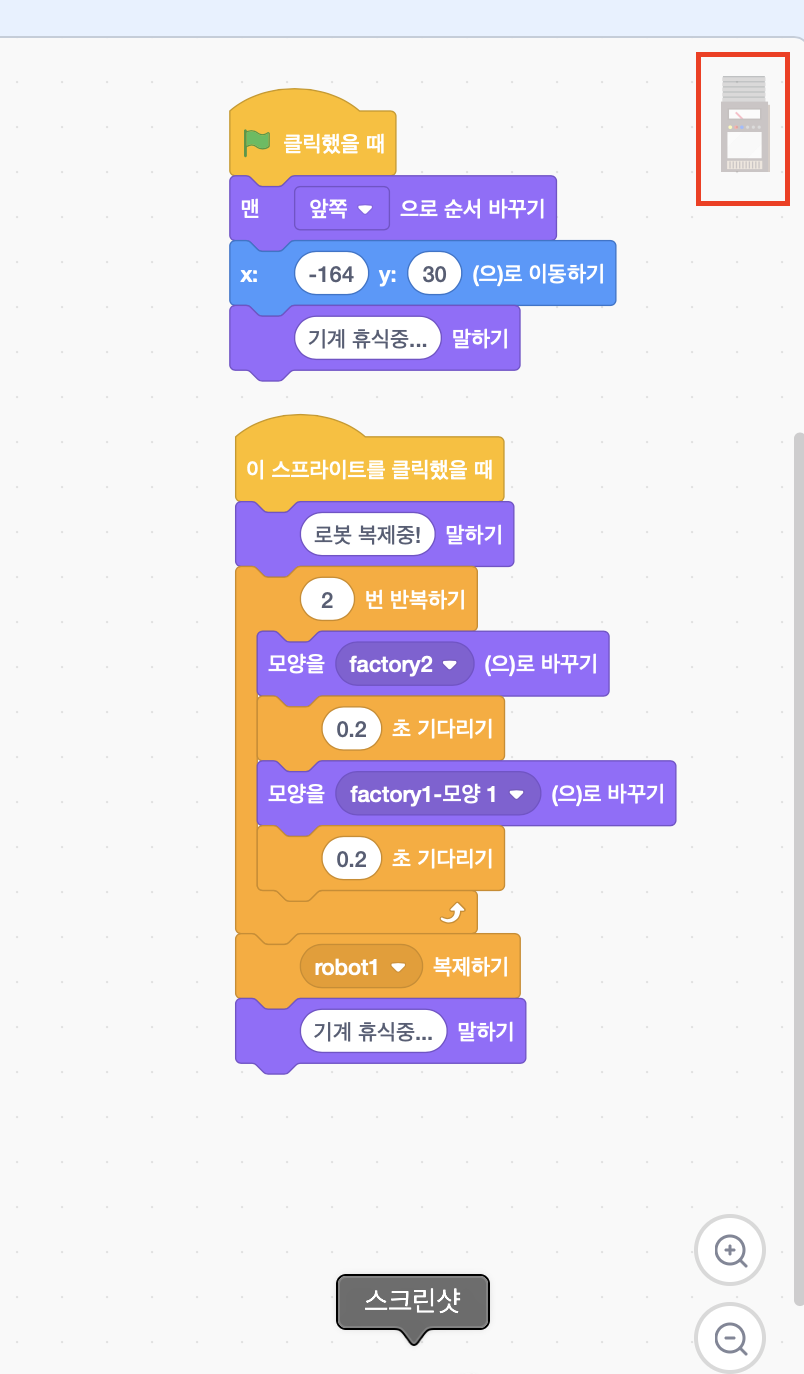 클릭했을 때
맨 앞쪽 으로 순서 바꾸기
x: -164 y: 30 (으)로 이동하기
기계 휴식중... 말하기
이 스프라이트를 클릭했을 때
로봇 복제중! 말하기
2 번 반복하기
모양을 factory2 (으)로 바꾸기
0.2 초 기다리기
모양을 factory1-모양 1 (으)로 바꾸기
0.2 초 기다리기
robot1 복제하기
기계 휴식중... 말하기
스크린샷